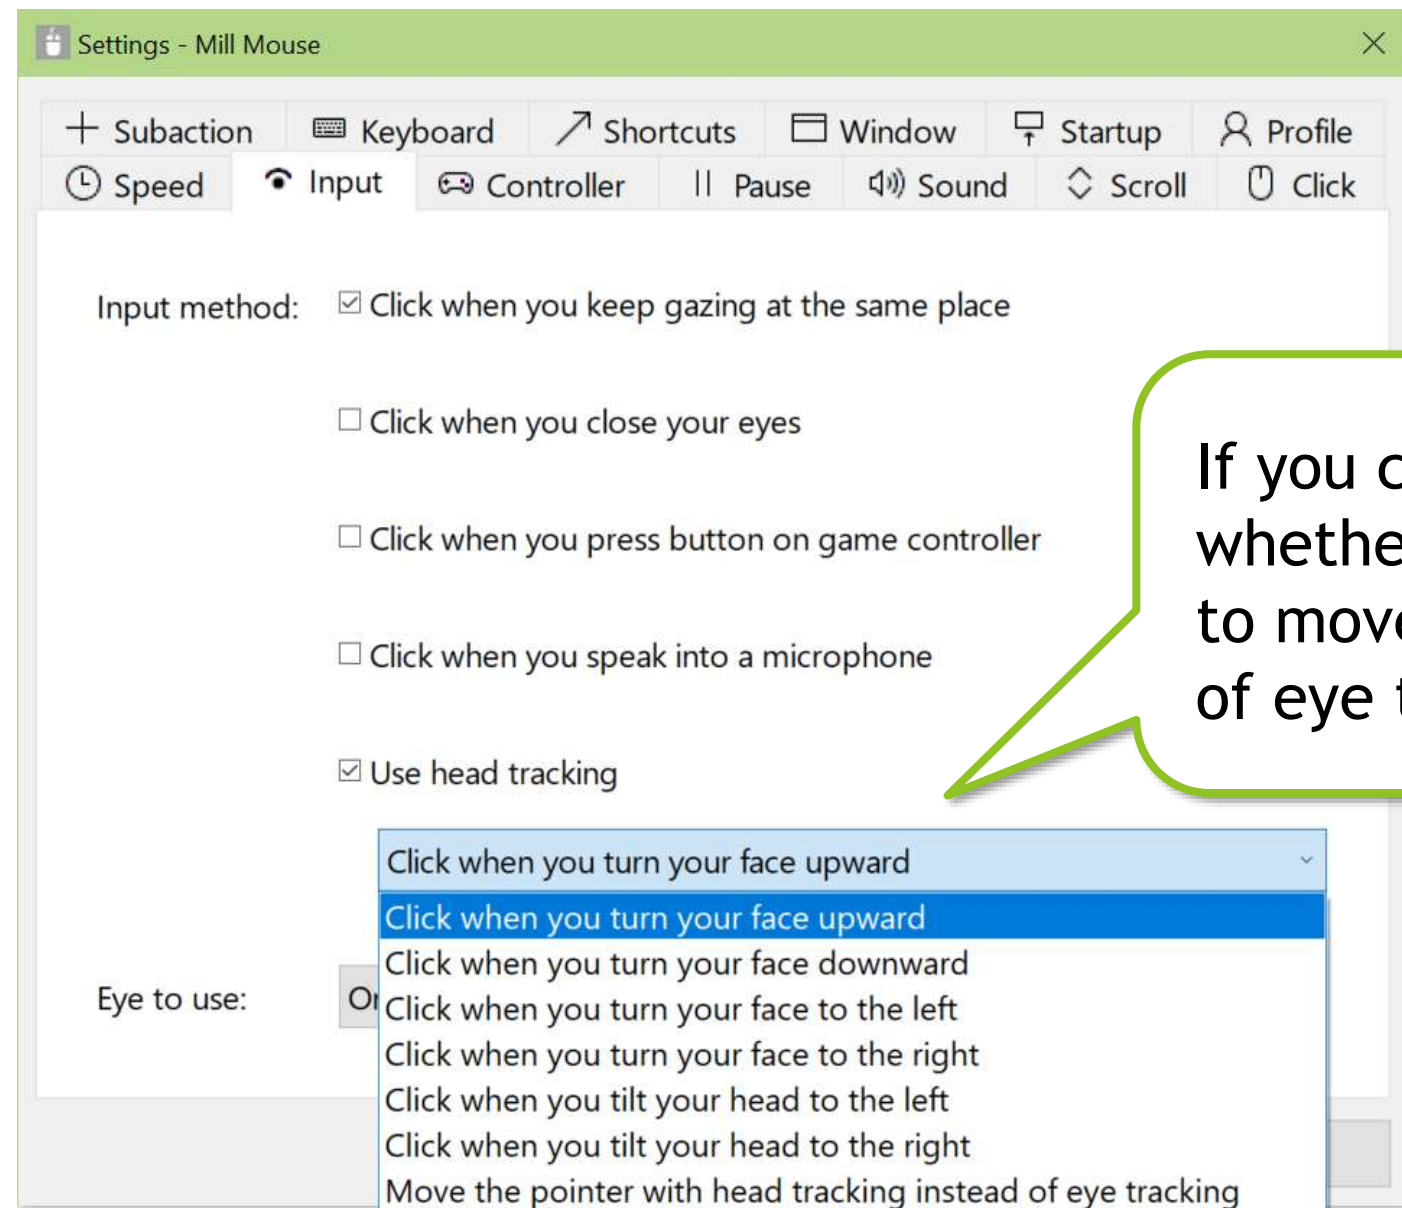 Settings - Mill Mouse
Subaction Keyboard Shortcuts Window Startup Profile
Speed Input Controller Pause Sound Scroll Click
Input method: Click when you keep gazing at the same place
Click when you close your eyes
Click when you press button on game controller
Click when you speak into a microphone
Use head tracking
If you
to
of eye
Click when you turn your face upward
Click when you turn your face upward
Click when you turn your face downward
Click when you turn your face to the left
Eye to use:
Click when you turn your face to the right
Click when you tilt your head to the left
Click when you tilt your head to the right
Move the pointer with head tracking instead of eye tracking